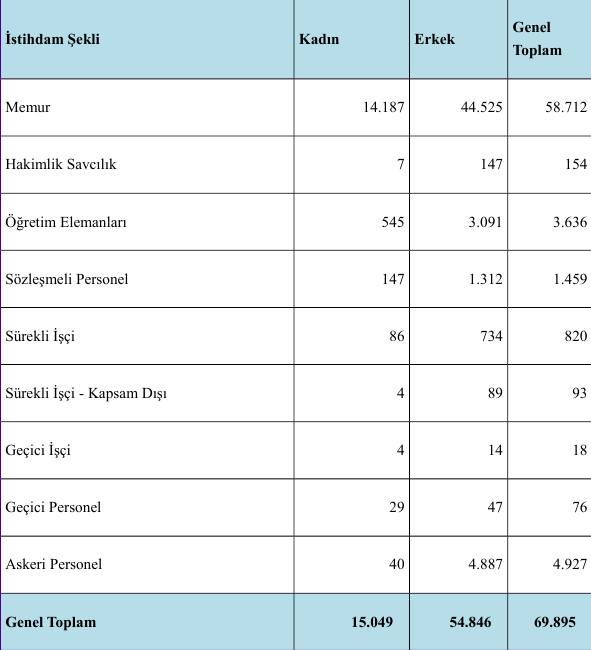 İstihdam Şekli Kadın Erkek Genel Toplam
Memur 14.187 44.525 58.712
Hakimlik Savcılık 7 147 154
Öğretim Elemanları 545 3.091 3.636
Sözleşmeli Personel 147 1.312 1.459
Sürekli İşçi 86 734 820
Sürekli İşçi - Kapsam Dışı 4 89 93
Geçici İşçi 4 14 18
Geçici Personel 29 47 76
Askeri Personel 40 4.887 4.927
Genel Toplam 15.049 54.846 69.895